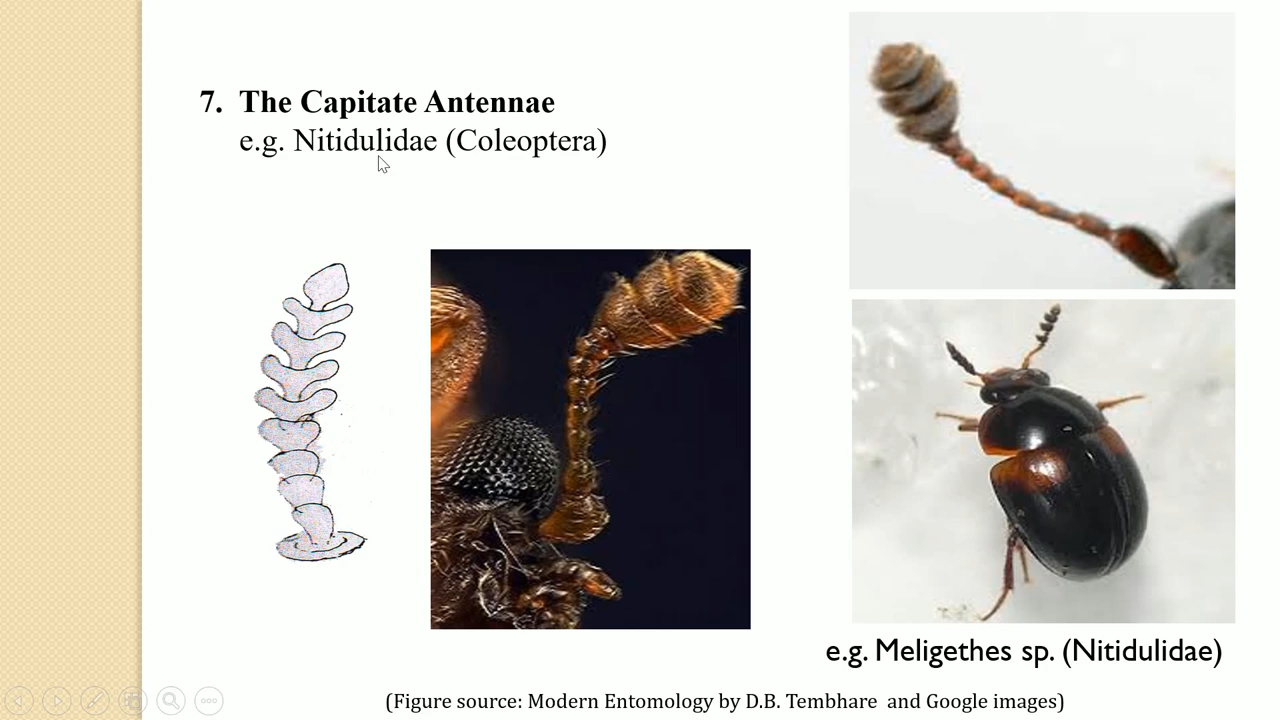 7. The Capitate Antennae
e.g. Nitidulidae (Coleoptera)
e.g. Meligethes sp. (Nitidulidae)
(Figure source: Modern Entomology by D.B. Tembhare and Google images)